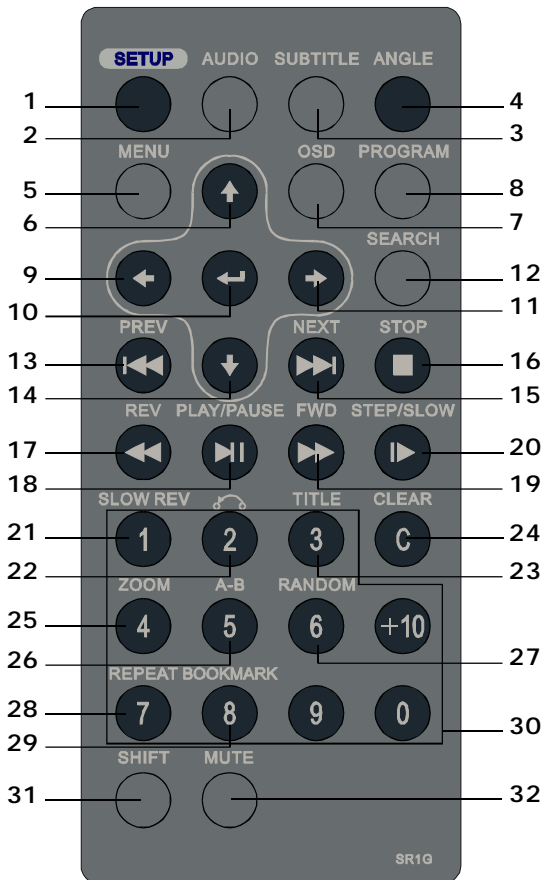 SETUP AUDIO SUBTITLE ANGLE
1 4
2 3
MENU OSD PROGRAM
5 8
6 7
SEARCH
9 12
10 11
PREV NEXT STOP
13 16
14 15
REV PLAY/PAUSE FWD STEP/SLOW
17 20
18 19
SLOW REV TITLE CLEAR
21 1 2 3 C 24
22 23
ZOOM A-B RANDOM
25 4 5 6 +10
26 27
REPEAT BOOKMARK
28 7 8 9 0 30
29
SHIFT MUTE
31 32
SR1G